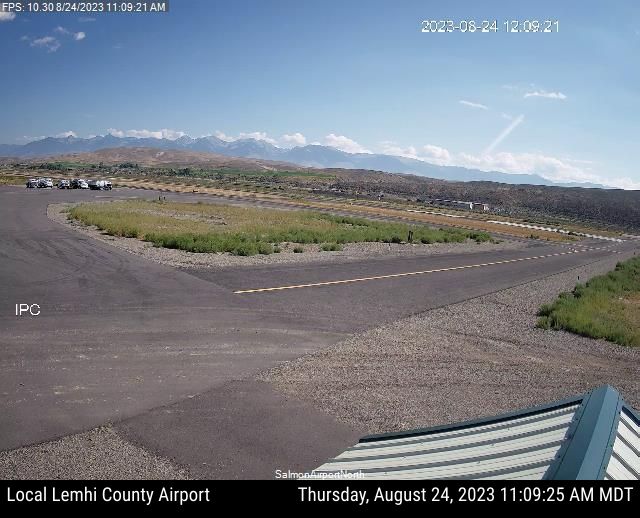 FPS: 10.30 8/24/2023 11:09:21 AM
2023-08-24 12:09:21
IPC
SalmonAirportNorth
Local Lemhi County Airport
Thursday, August 24, 2023 11:09:25 AM MDT